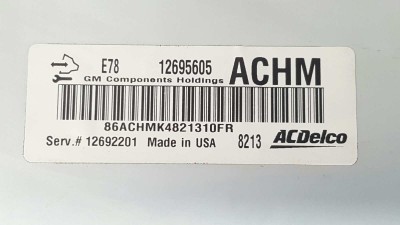 E78 12695605 ACHM
GM Components Holdings
86ACHMK4821310FR
Serv.# 12692201 Made in USA 8213 ACDelco